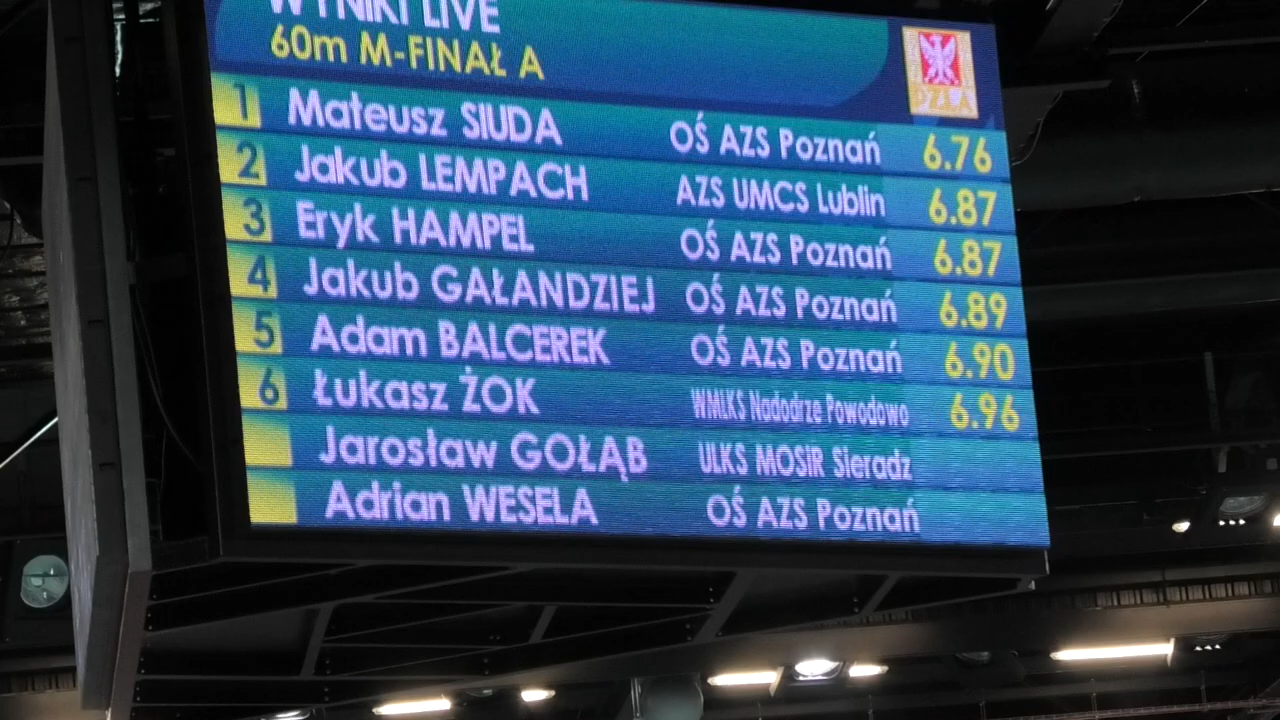 WYNIKI LIVE
60m M-FINAŁ A
DZLA
1 Mateusz SIUDA OŚ AZS Poznań 6.76
2 Jakub LEMPACH AZS UMCS Lublin 6.87
3 Eryk HAMPEL OŚ AZS Poznań 6.87
4 Jakub GAŁANDZIEJ OŚ AZS Poznań 6.89
5 Adam BALCEREK OŚ AZS Poznań 6.90
6 Łukasz ŻOK WMLKS Nadodrze Powodowo 6.96
Jarosław GOŁĄB ULKS MOSiR Sieradz
Adrian WESELA OŚ AZS Poznań